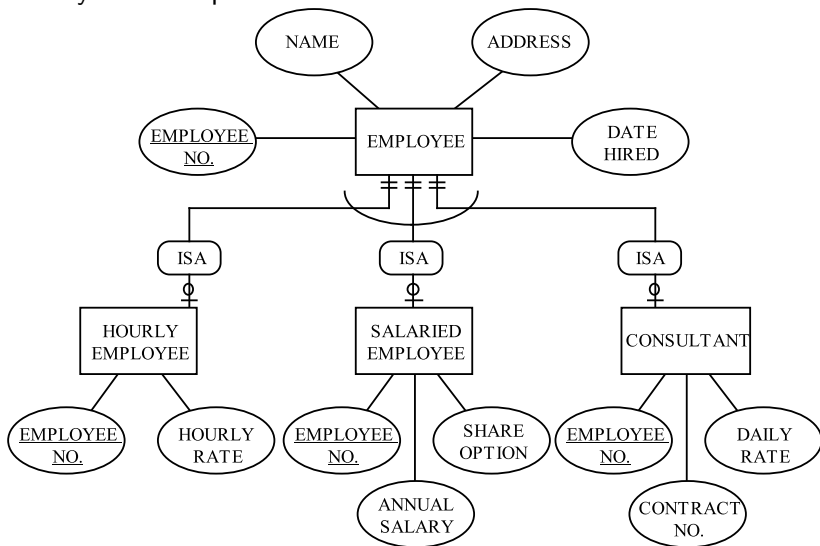 NAME
ADDRESS
EMPLOYEE
NO.
EMPLOYEE
DATE
HIRED
ISA
ISA
ISA
HOURLY
EMPLOYEE
SALARIED
EMPLOYEE
CONSULTANT
EMPLOYEE
NO.
HOURLY
RATE
EMPLOYEE
NO.
SHARE
OPTION
EMPLOYEE
NO.
DAILY
RATE
ANNUAL
SALARY
CONTRACT
NO.